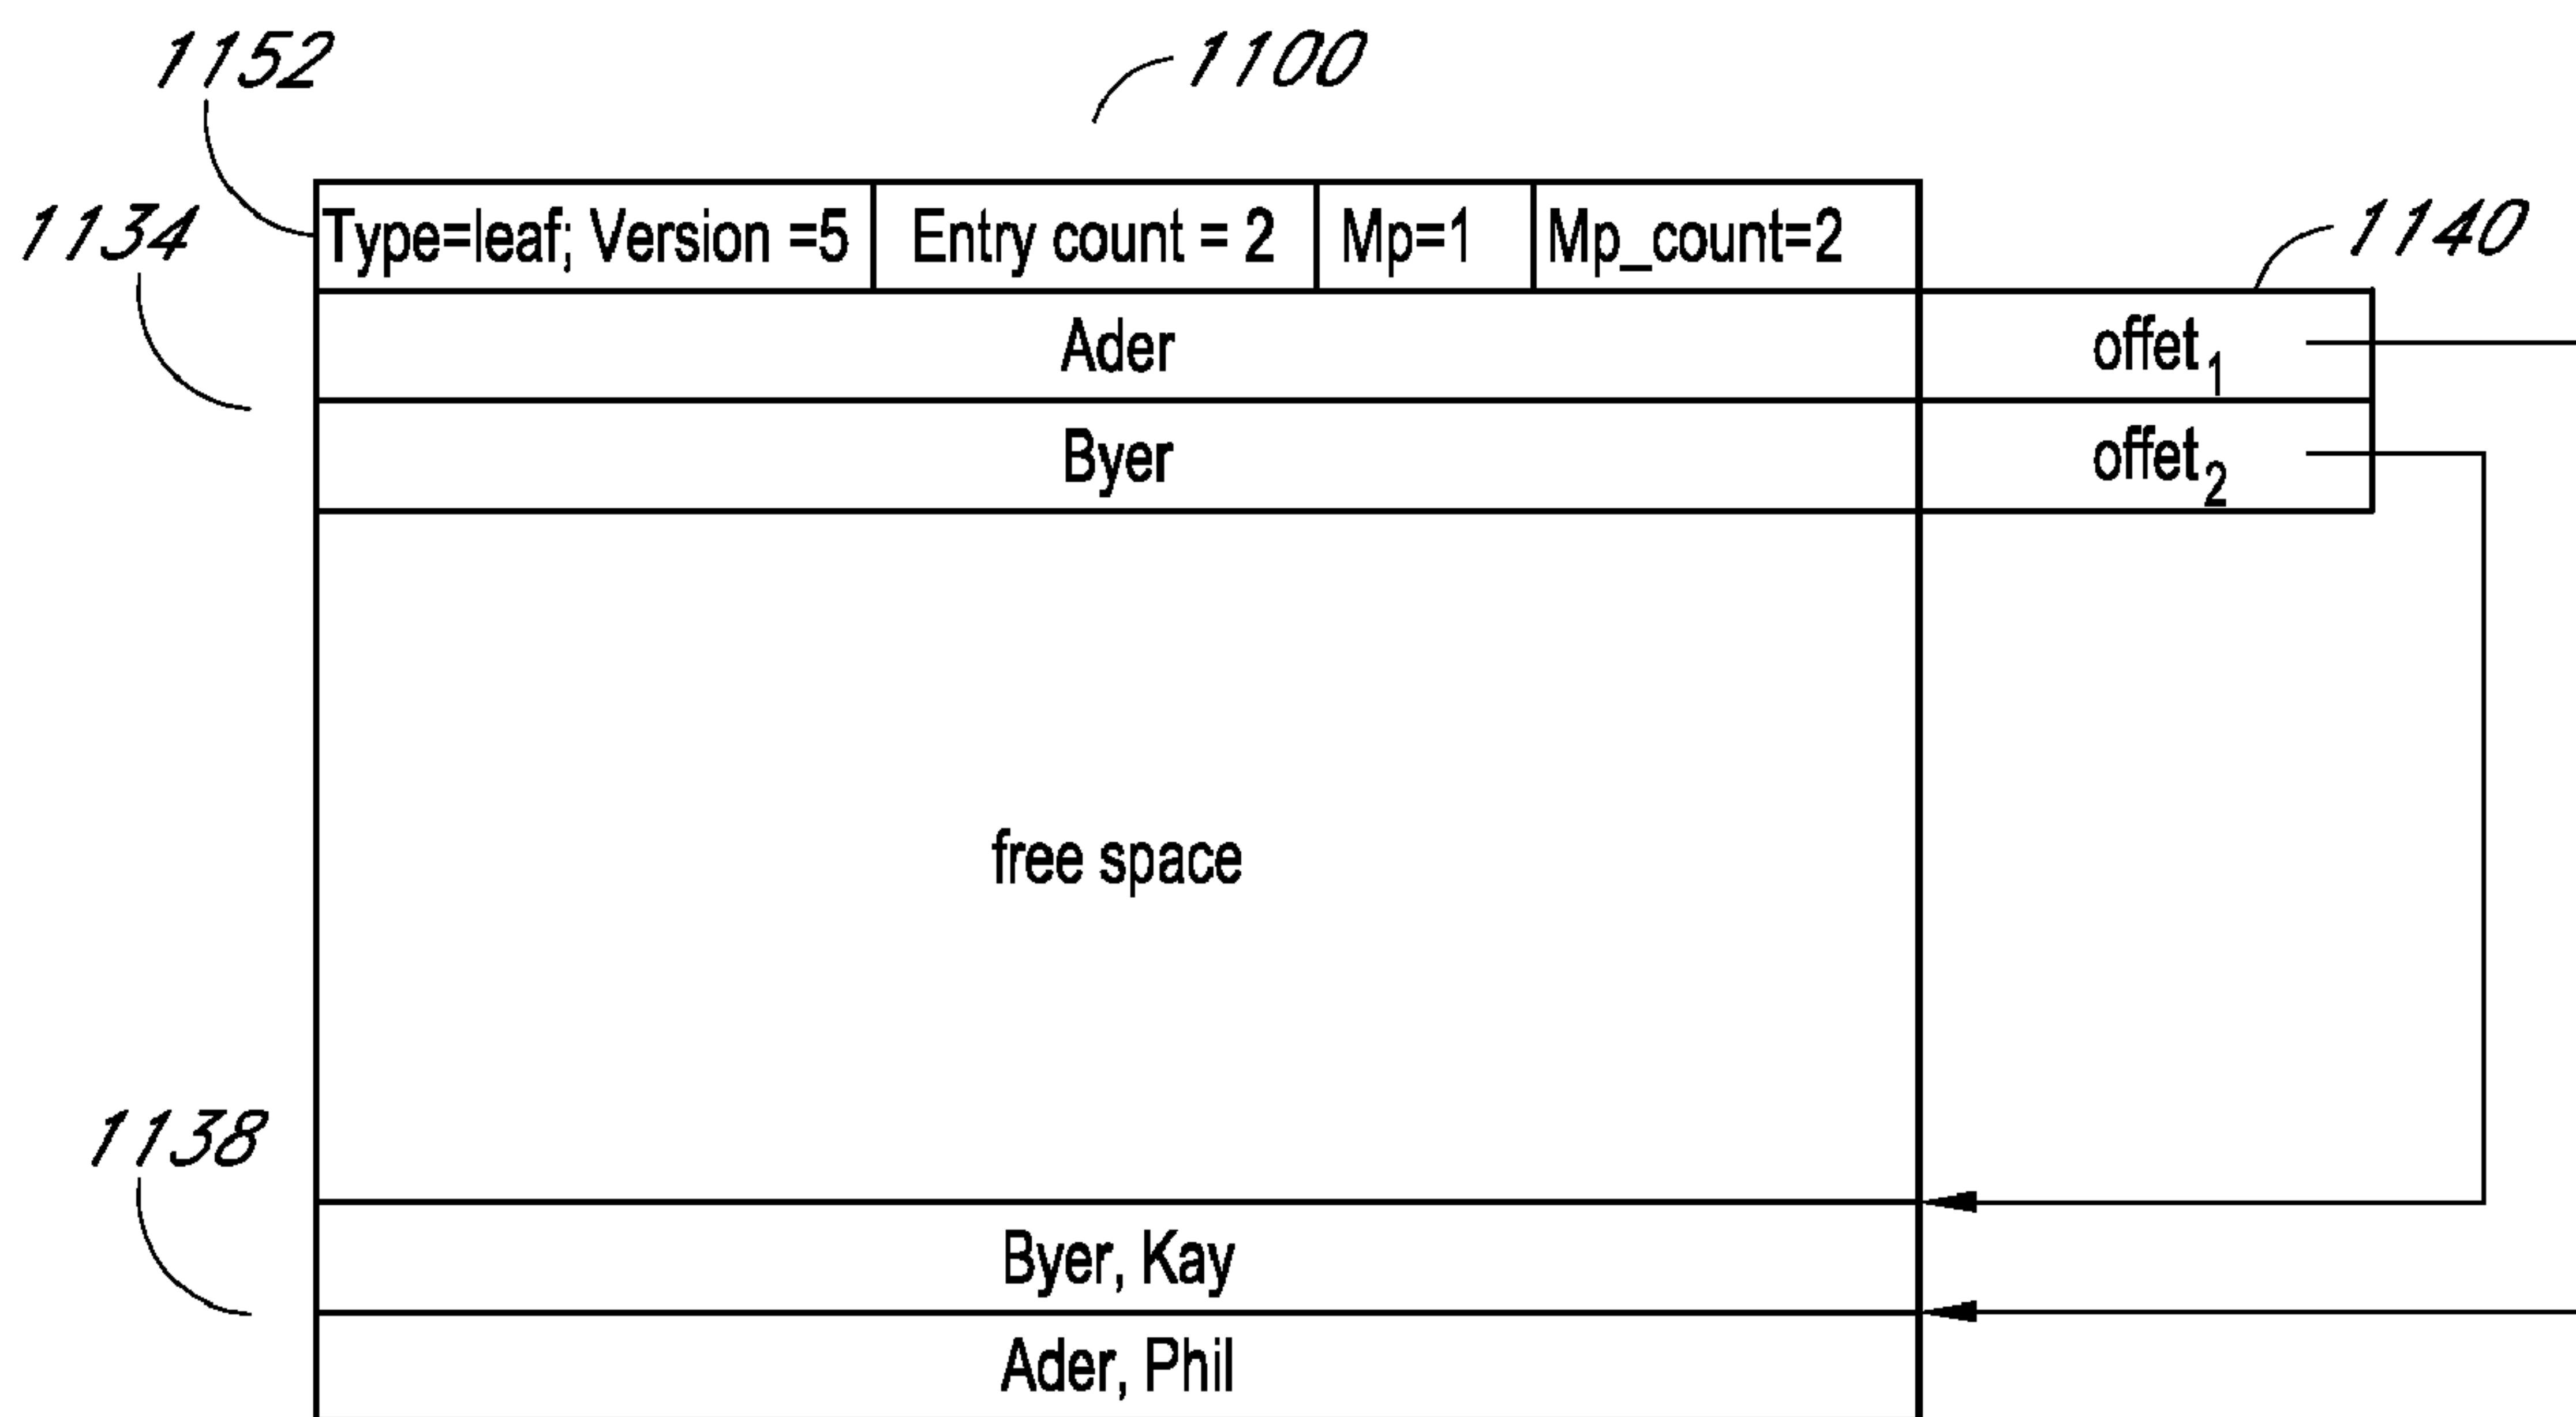 1152
1100
1134
1140
Type=leaf; Version =5 Entry count = 2 Mp=1 Mp_count=2
Ader offet1
Byer offet2
free space
1138
Byer, Kay
Ader, Phil